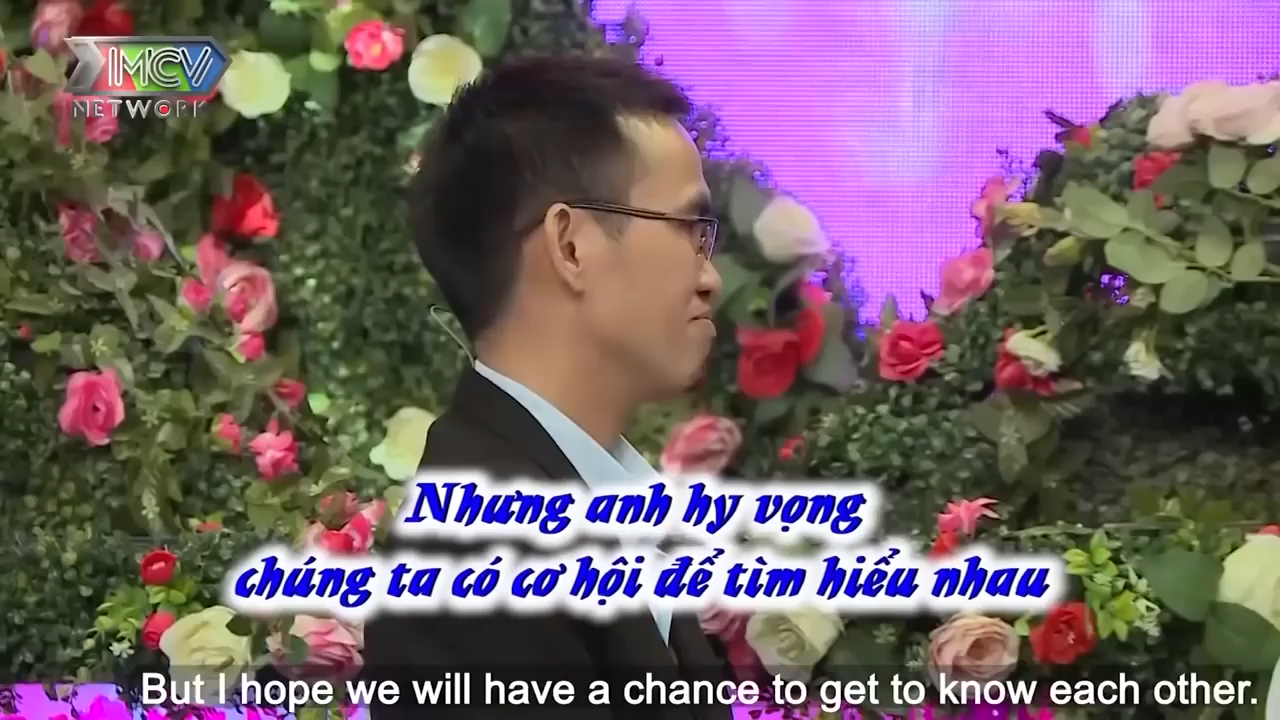 MCV
NETWORK
Nhưng anh hy vọng
chúng ta có cơ hội để tìm hiểu nhau
But I hope we will have a chance to get to know each other.